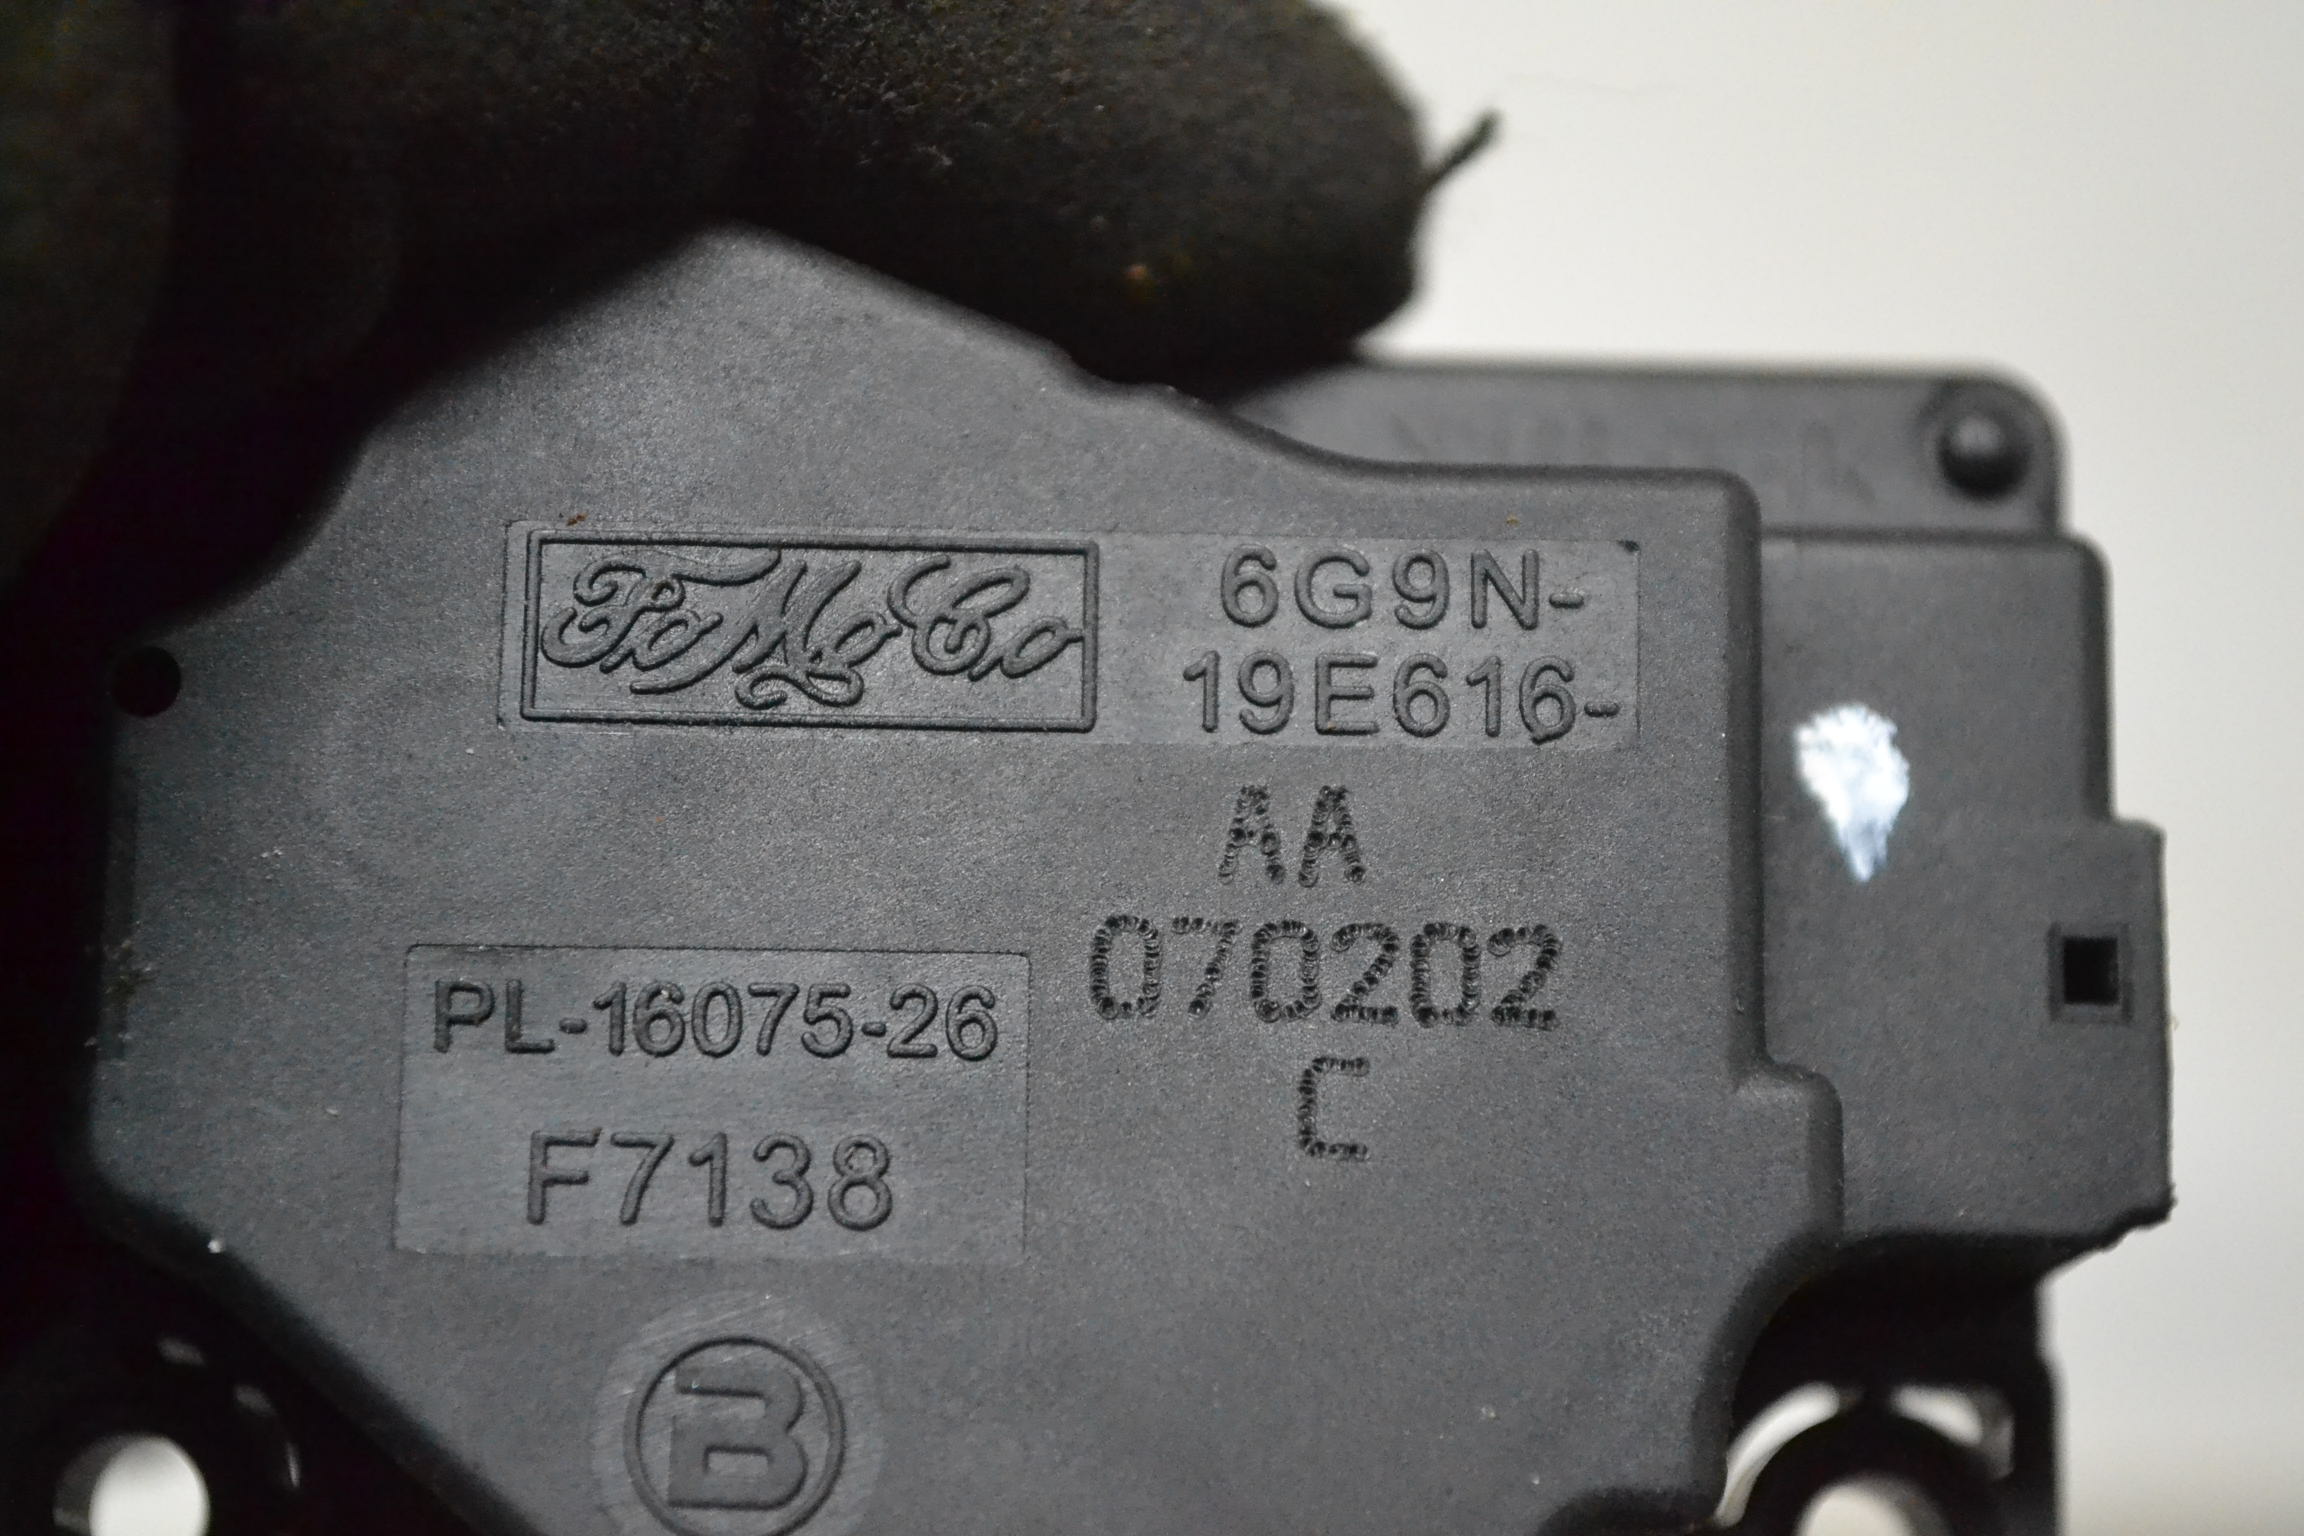 FoMoCo
6G9N-
19E616-
AA
070202
C
PL-16075-26
F7138
B